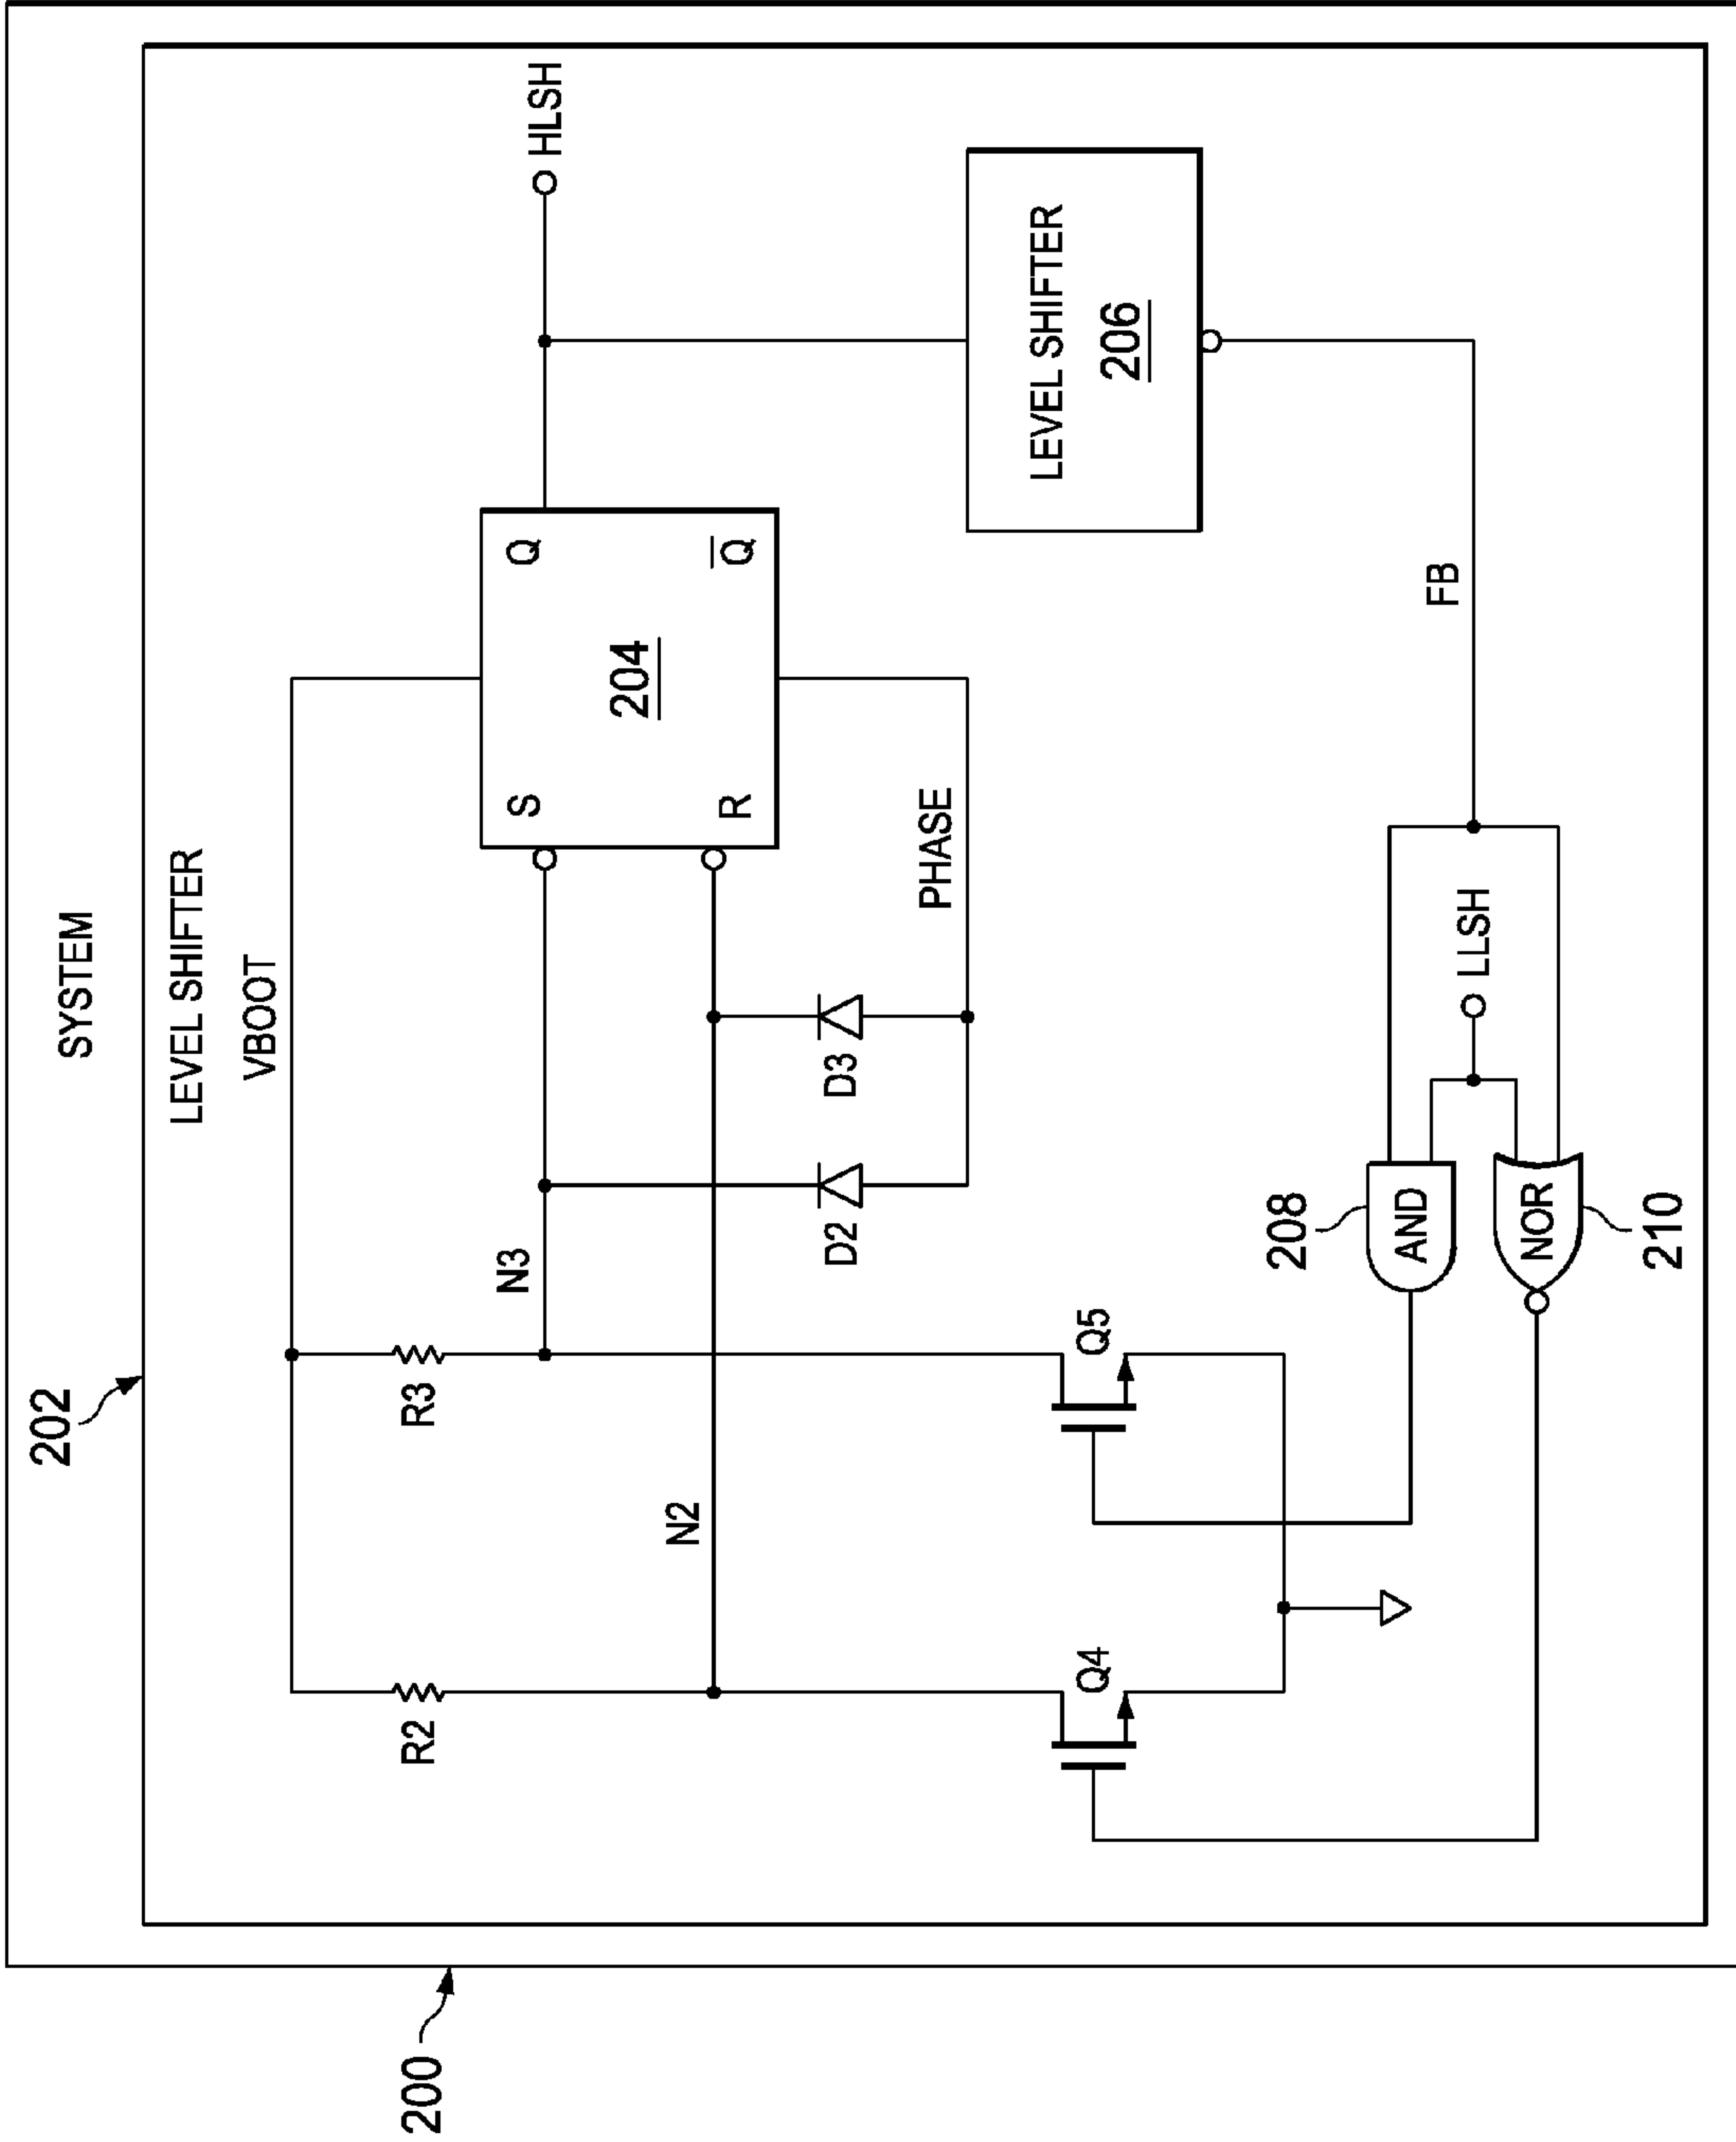 200
202
SYSTEM
LEVEL SHIFTER
VBOOT
R2
R3
N3
N2
S
R
Q
Q̅
204
HLSH
D2
D3
PHASE
Q4
Q5
LEVEL SHIFTER
206
208
AND
LLSH
FB
NOR
210